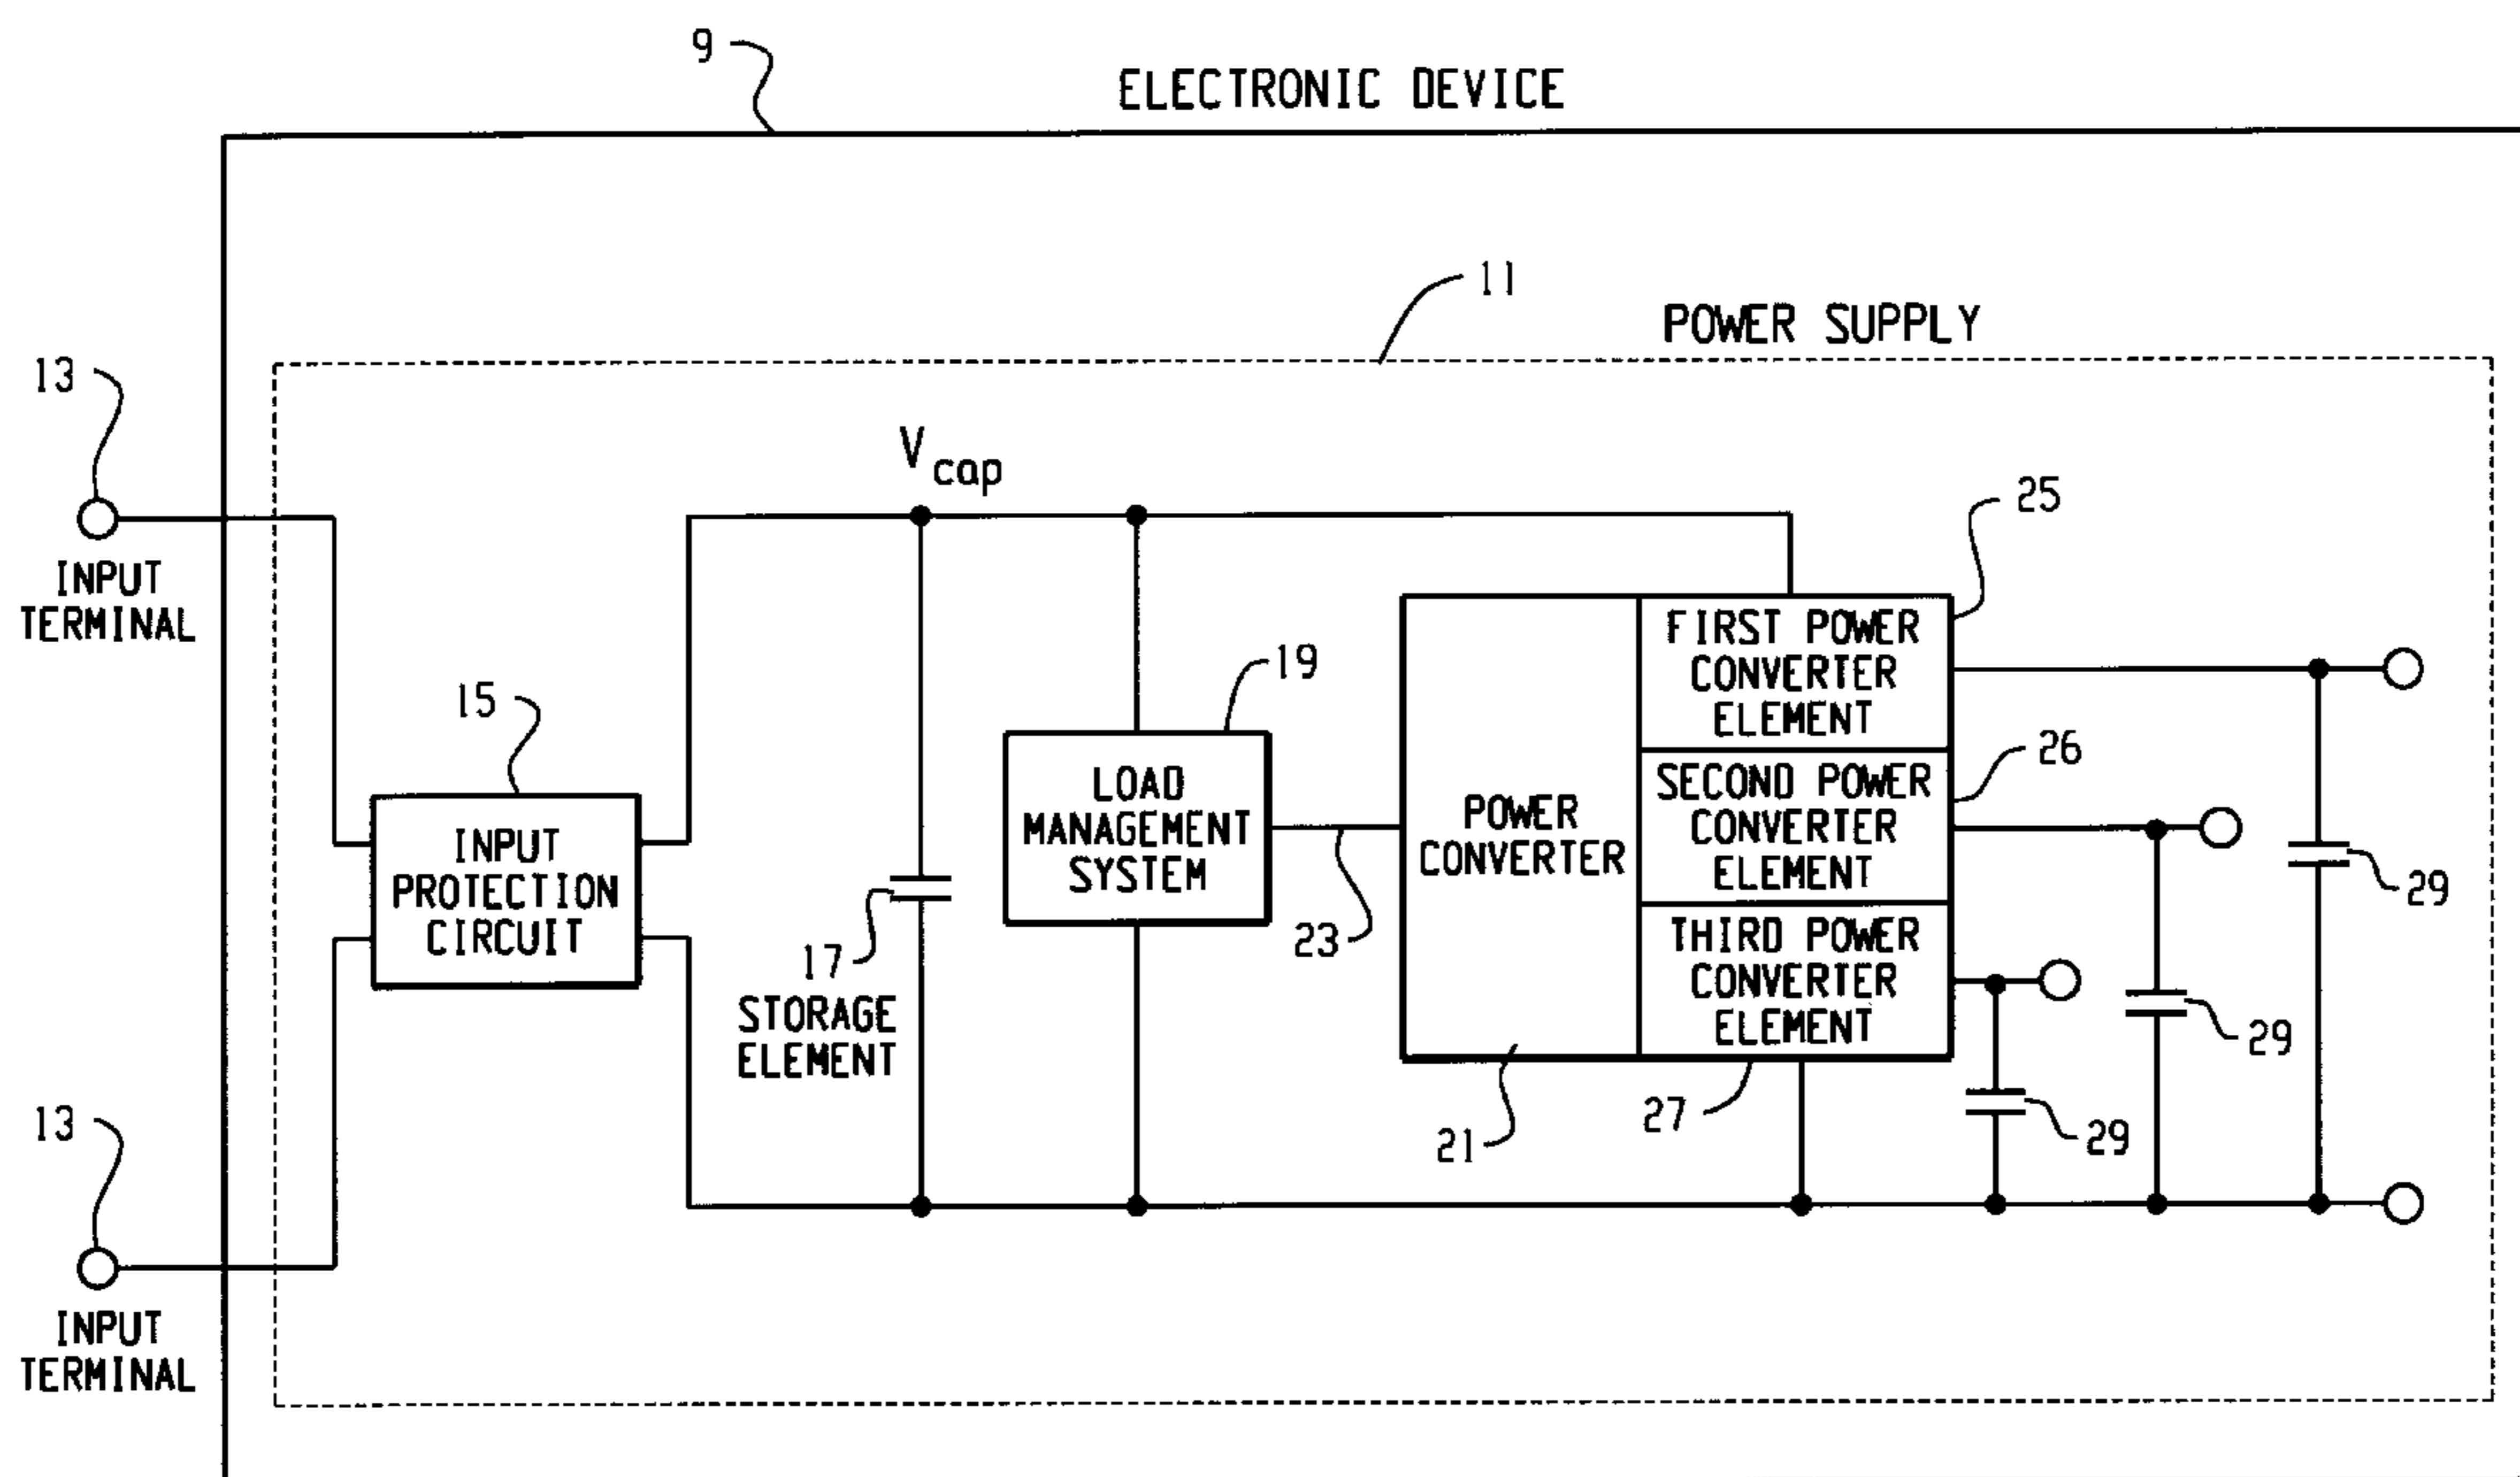 9
ELECTRONIC DEVICE
11
POWER SUPPLY
13
INPUT
TERMINAL
Vcap
25
15
INPUT
PROTECTION
CIRCUIT
17
STORAGE
ELEMENT
19
LOAD
MANAGEMENT
SYSTEM
23
POWER
CONVERTER
21
FIRST POWER
CONVERTER
ELEMENT
SECOND POWER
CONVERTER
ELEMENT
26
THIRD POWER
CONVERTER
ELEMENT
27
29
29
29
13
INPUT
TERMINAL